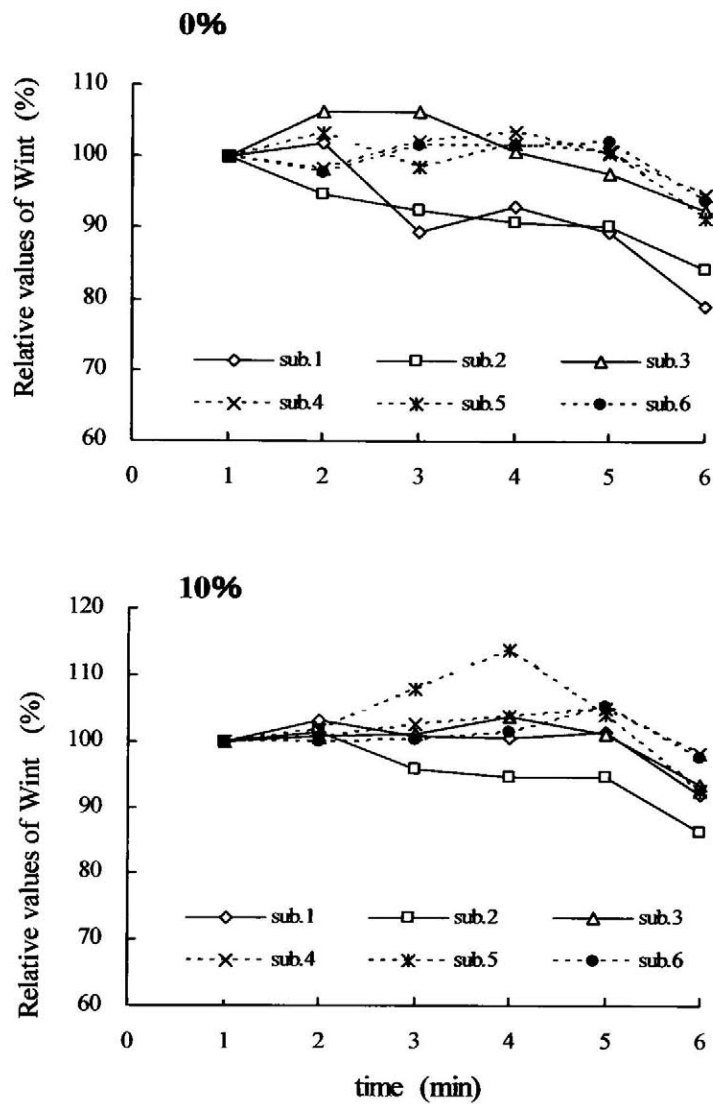 0%
Relative values of Wint (%)
110
100
90
80
70
60
sub.1 sub.2 sub.3
sub.4 sub.5 sub.6
0 1 2 3 4 5 6
10%
Relative values of Wint (%)
120
110
100
90
80
70
60
sub.1 sub.2 sub.3
sub.4 sub.5 sub.6
0 1 2 3 4 5 6
time (min)